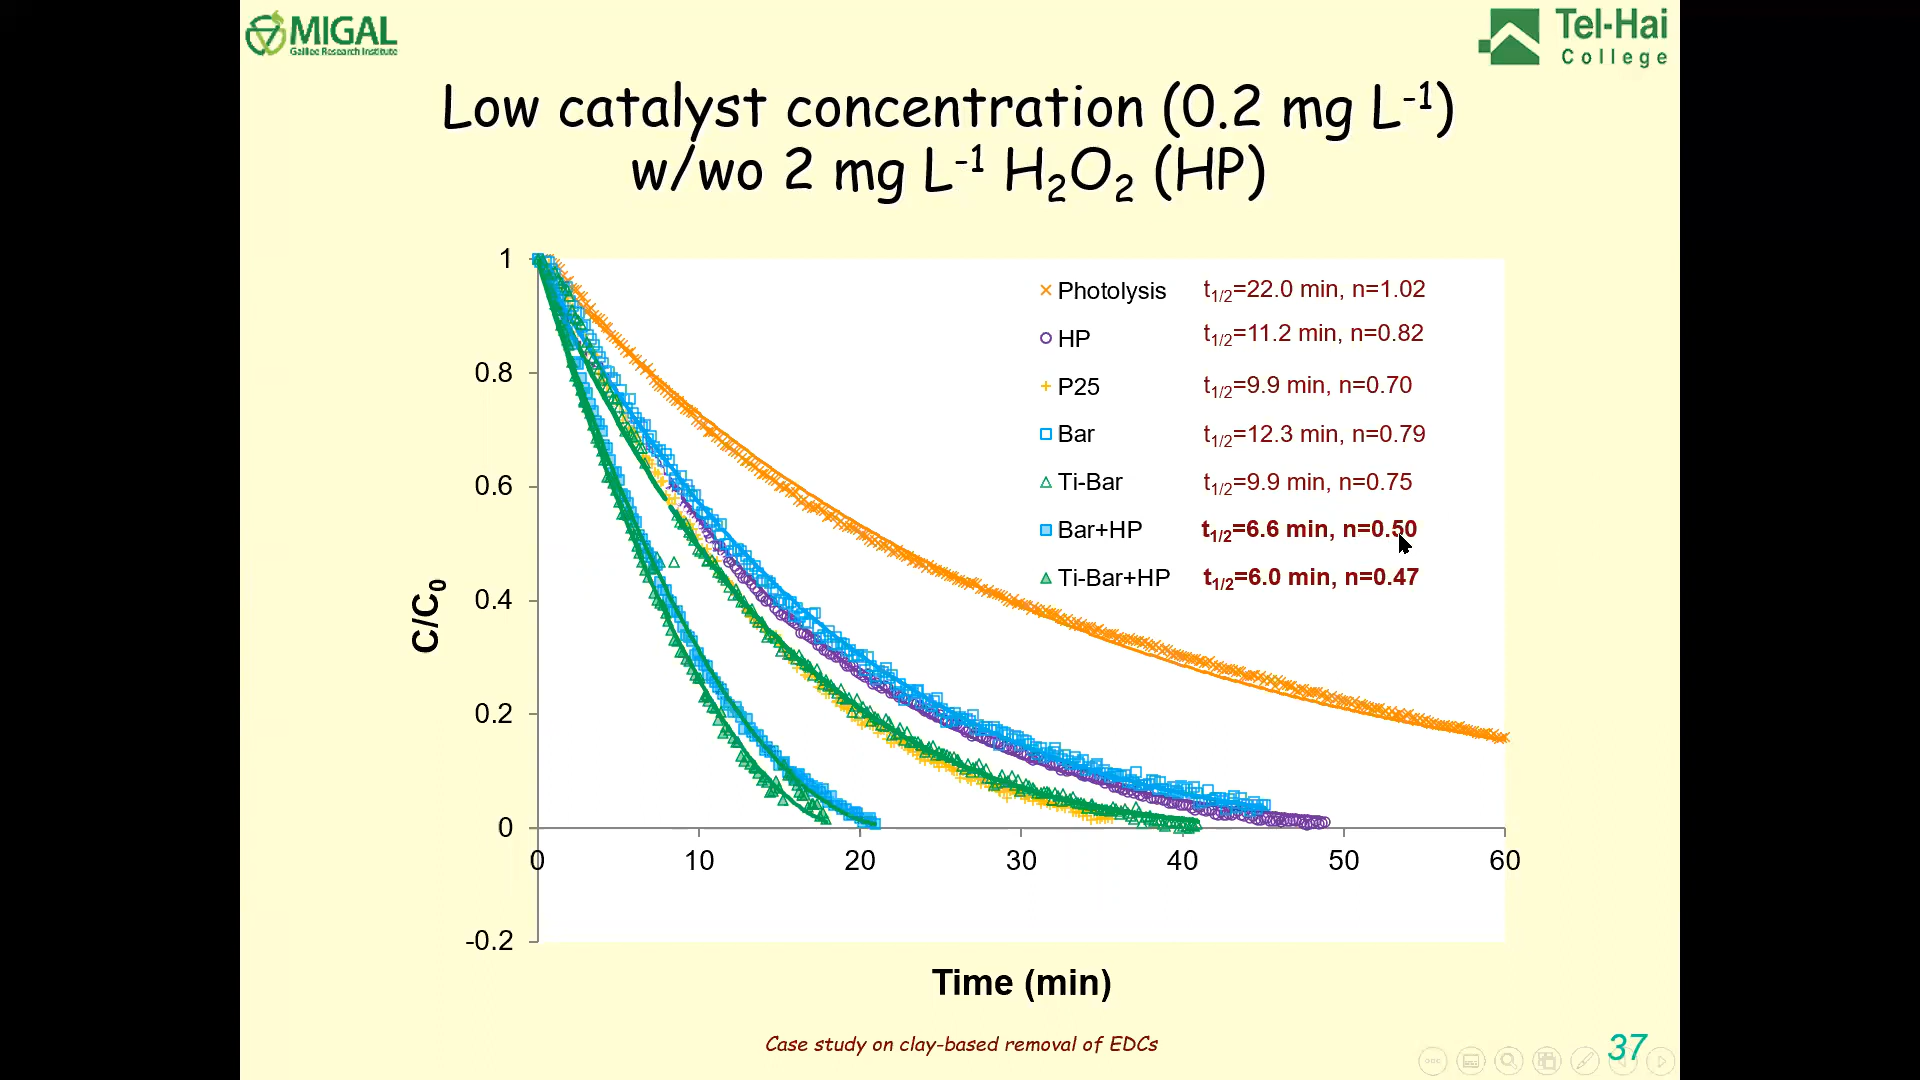 MIGAL
Galilee Research Institute
Tel-Hai
College
Low catalyst concentration (0.2 mg L⁻¹)
w/wo 2 mg L⁻¹ H₂O₂ (HP)
Photolysis t₁/₂=22.0 min, n=1.02
HP t₁/₂=11.2 min, n=0.82
P25 t₁/₂=9.9 min, n=0.70
Bar t₁/₂=12.3 min, n=0.79
Ti-Bar t₁/₂=9.9 min, n=0.75
Bar+HP t₁/₂=6.6 min, n=0.50
Ti-Bar+HP t₁/₂=6.0 min, n=0.47
C/C₀
1
0.8
0.6
0.4
0.2
0
-0.2
0 10 20 30 40 50 60
Time (min)
Case study on clay-based removal of EDCs
37